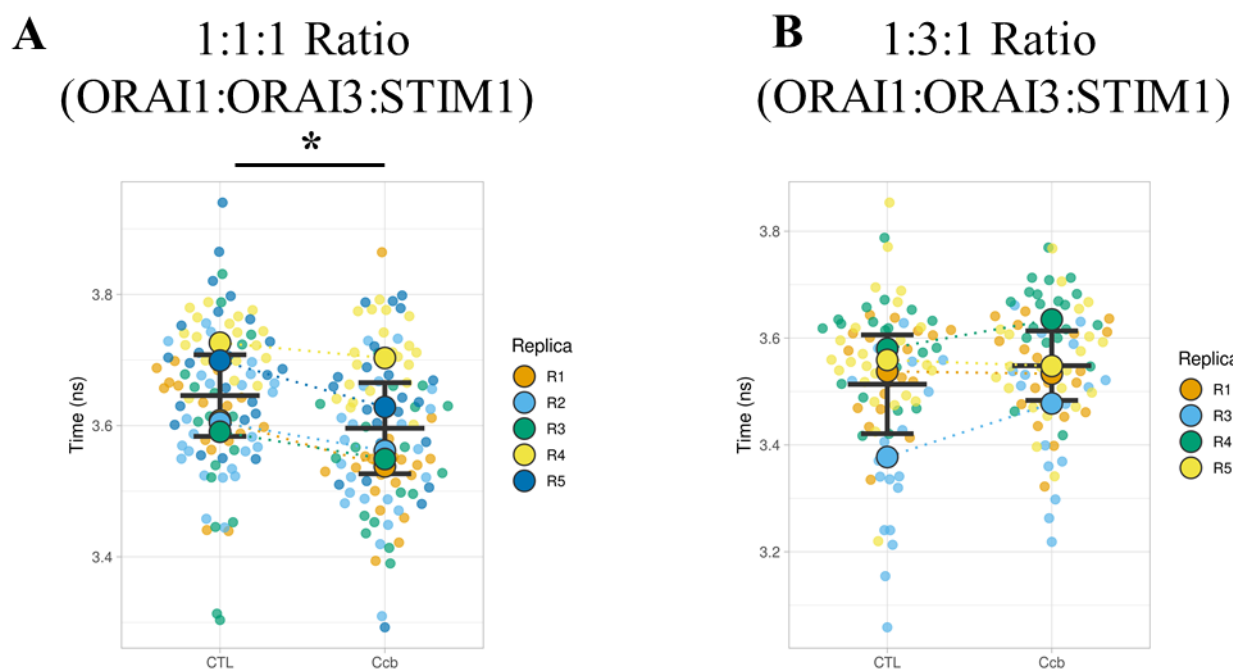 A
1:1:1 Ratio
(ORAI1:ORAI3:STIM1)
*
Time (ns)
3.8
3.6
3.4
CTL
Ccb
Replica
R1
R2
R3
R4
R5
B
1:3:1 Ratio
(ORAI1:ORAI3:STIM1)
Time (ns)
3.8
3.6
3.4
3.2
CTL
Ccb
Replica
R1
R3
R4
R5